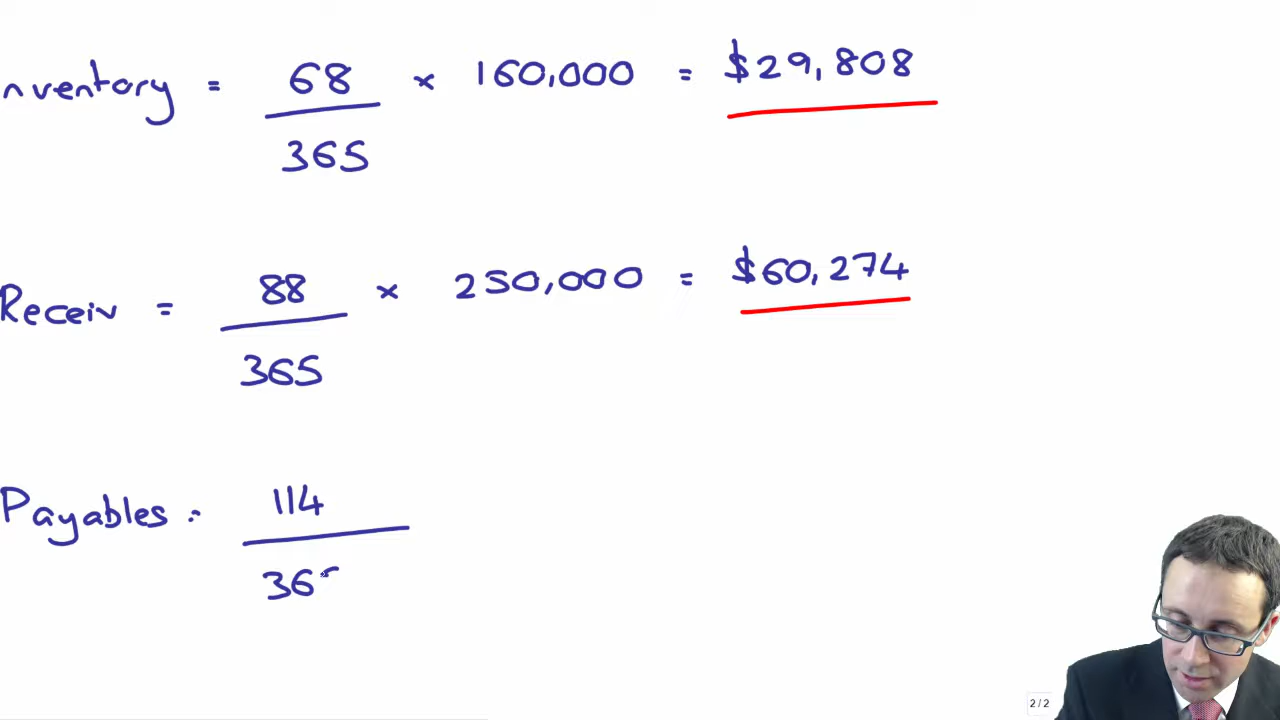 nventory = 68 × 160,000 = $29,808
365
Receiv = 88 × 250,000 = $60,274
365
Payables = 114
36
2 / 2